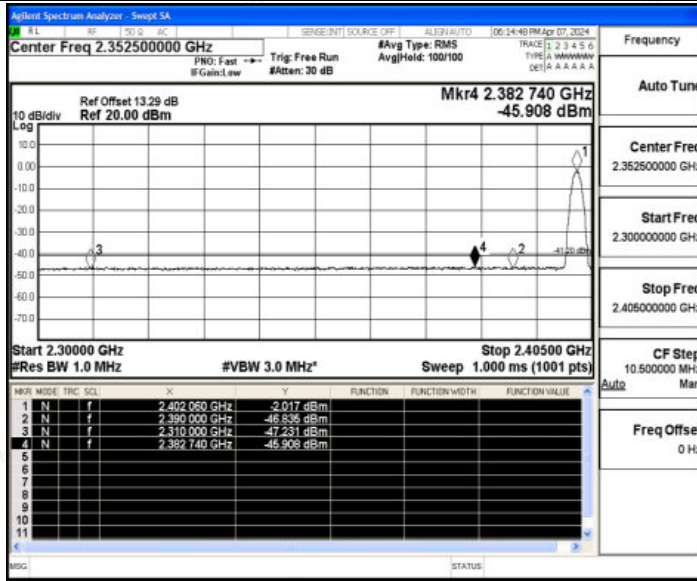 Agilent Spectrum Analyzer - Swept SA
RL RF 50 Ω AC SENSE:INT SOURCE OFF ALIGNAUTO 06:14:48 PM Apr 07, 2024
Center Freq 2.352500000 GHz
#Avg Type: RMS
TRACE 1 2 3 4 5 6
PNO: Fast Trig: Free Run Avg|Hold: 100/100
TYPE A WWWWW
IFGain:Low #Atten: 30 dB
DET A A A A A A
Mkr4 2.382 740 GHz
-45.908 dBm
Ref Offset 13.29 dB
10 dB/div Ref 20.00 dBm
Log
10.0
0.00
-10.0
-20.0
-30.0
-40.0
-50.0
-60.0
-70.0
1
2
3
4
-41.20 dBm
Start 2.30000 GHz Stop 2.40500 GHz
#Res BW 1.0 MHz #VBW 3.0 MHz* Sweep 1.000 ms (1001 pts)
MKR MODE TRC SCL X Y FUNCTION FUNCTION WIDTH FUNCTION VALUE
1 N f 2.402 060 GHz -2.017 dBm
2 N f 2.390 000 GHz -46.835 dBm
3 N f 2.310 000 GHz -47.231 dBm
4 N f 2.382 740 GHz -45.908 dBm
5
6
7
8
9
10
11
MSG STATUS
Frequency
Auto Tune
Center Freq
2.352500000 GHz
Start Freq
2.300000000 GHz
Stop Freq
2.405000000 GHz
CF Step
10.500000 MHz
Auto Man
Freq Offset
0 Hz